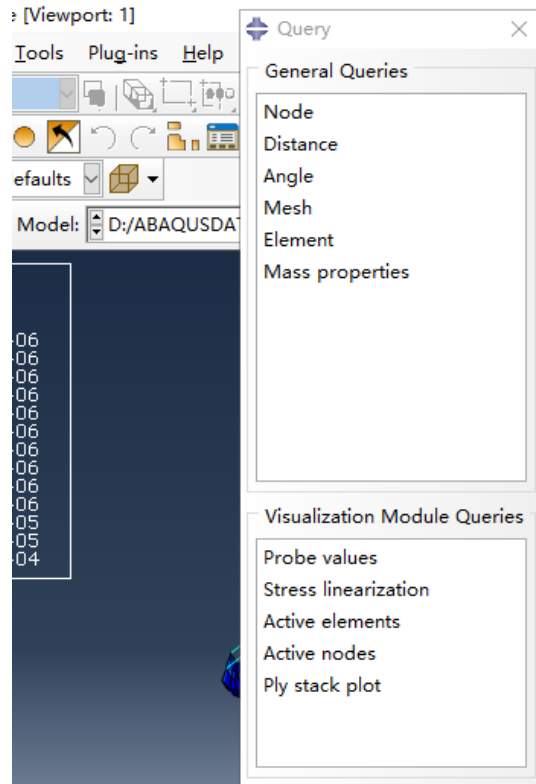 e [Viewport: 1]
Tools Plug-ins Help
efaults
Model: D:/ABAQUSDAT
-06
-06
-06
-06
-06
-06
-06
-06
-06
-06
-05
-05
-04
Query
General Queries
Node
Distance
Angle
Mesh
Element
Mass properties
Visualization Module Queries
Probe values
Stress linearization
Active elements
Active nodes
Ply stack plot